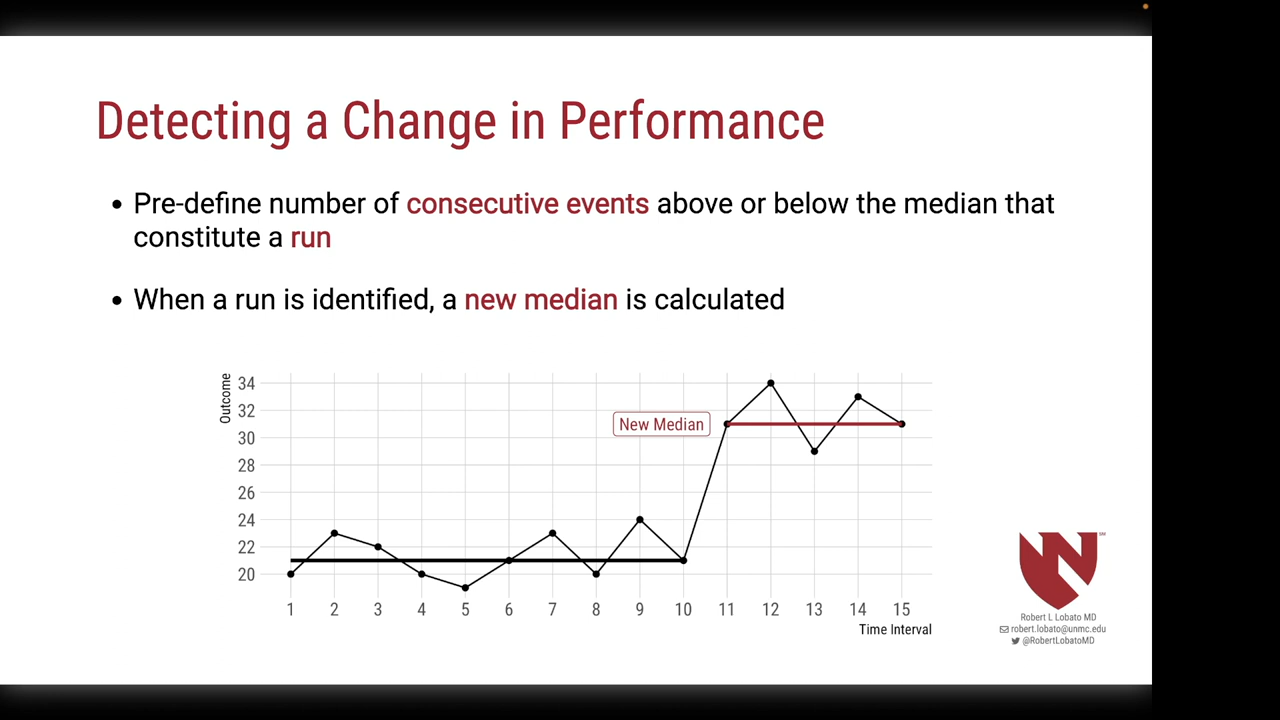 Detecting a Change in Performance
• Pre-define number of consecutive events above or below the median that
constitute a run
• When a run is identified, a new median is calculated
Outcome
34
32
30
28
26
24
22
20
New Median
1 2 3 4 5 6 7 8 9 10 11 12 13 14 15
Time Interval
SM
Robert L Lobato MD
robert.lobato@unmc.edu
@RobertLobatoMD